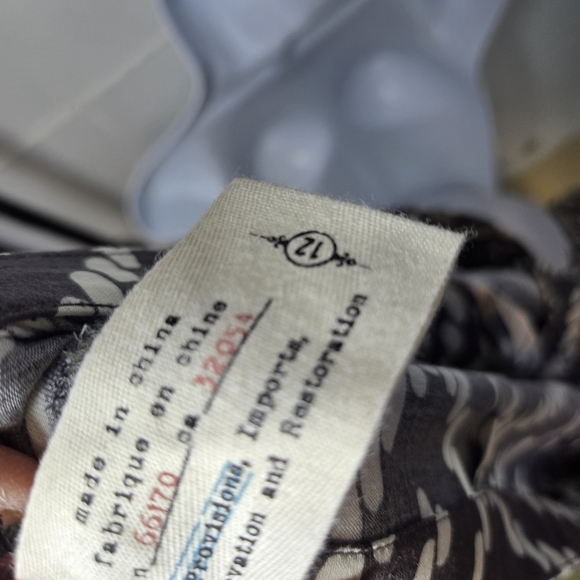 12
made in china
fabrique en chine
n 66170 ca 32054
Provisions, Imports,
vation and Restoration